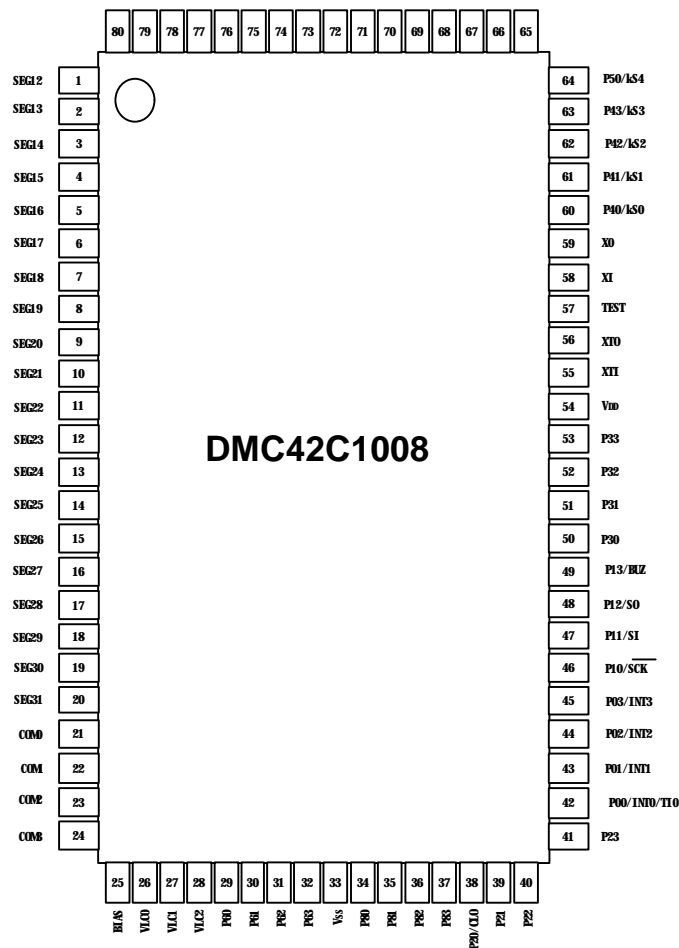 80 79 78 77 76 75 74 73 72 71 70 69 68 67 66 65
SEG12 1 64 P50/kS4
SEG13 2 63 P43/kS3
SEG14 3 62 P42/kS2
SEG15 4 61 P41/kS1
SEG16 5 60 P40/kS0
SEG17 6 59 XO
SEG18 7 58 XI
SEG19 8 57 TEST
SEG20 9 56 XTO
SEG21 10 55 XTI
SEG22 11 54 VDD
SEG23 12 53 P33
DMC42C1008
SEG24 13 52 P32
SEG25 14 51 P31
SEG26 15 50 P30
SEG27 16 49 P13/BUZ
SEG28 17 48 P12/SO
SEG29 18 47 P11/SI
SEG30 19 46 P10/SCK
SEG31 20 45 P03/INT3
COM0 21 44 P02/INT2
COM1 22 43 P01/INT1
COM2 23 42 P00/INT0/TI0
COM3 24 41 P23
25 26 27 28 29 30 31 32 33 34 35 36 37 38 39 40
BIAS VLC0 VLC1 VLC2 P60 P61 P62 P63 VSS P80 P81 P82 P83 P20/CLO P21 P22